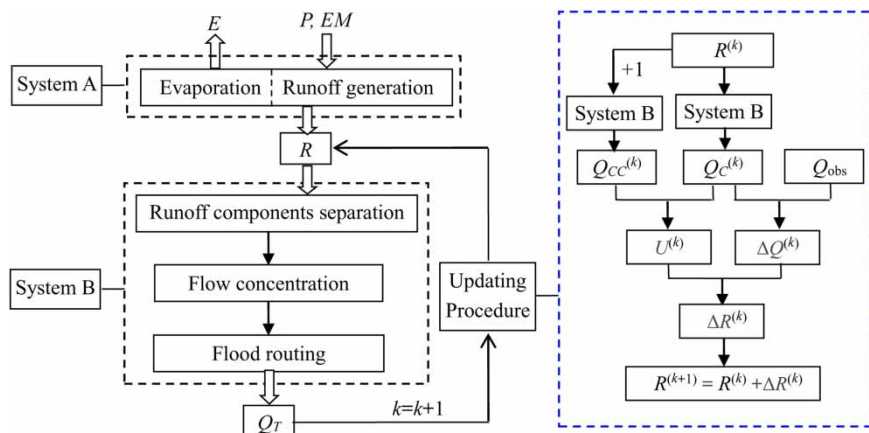 E
P, EM
System A
Evaporation
Runoff generation
R
Runoff components separation
System B
Flow concentration
Flood routing
Q_T
k=k+1
Updating
Procedure
R^(k)
+1
System B
System B
Q_CC^(k)
Q_C^(k)
Q_obs
U^(k)
ΔQ^(k)
ΔR^(k)
R^(k+1) = R^(k) +ΔR^(k)